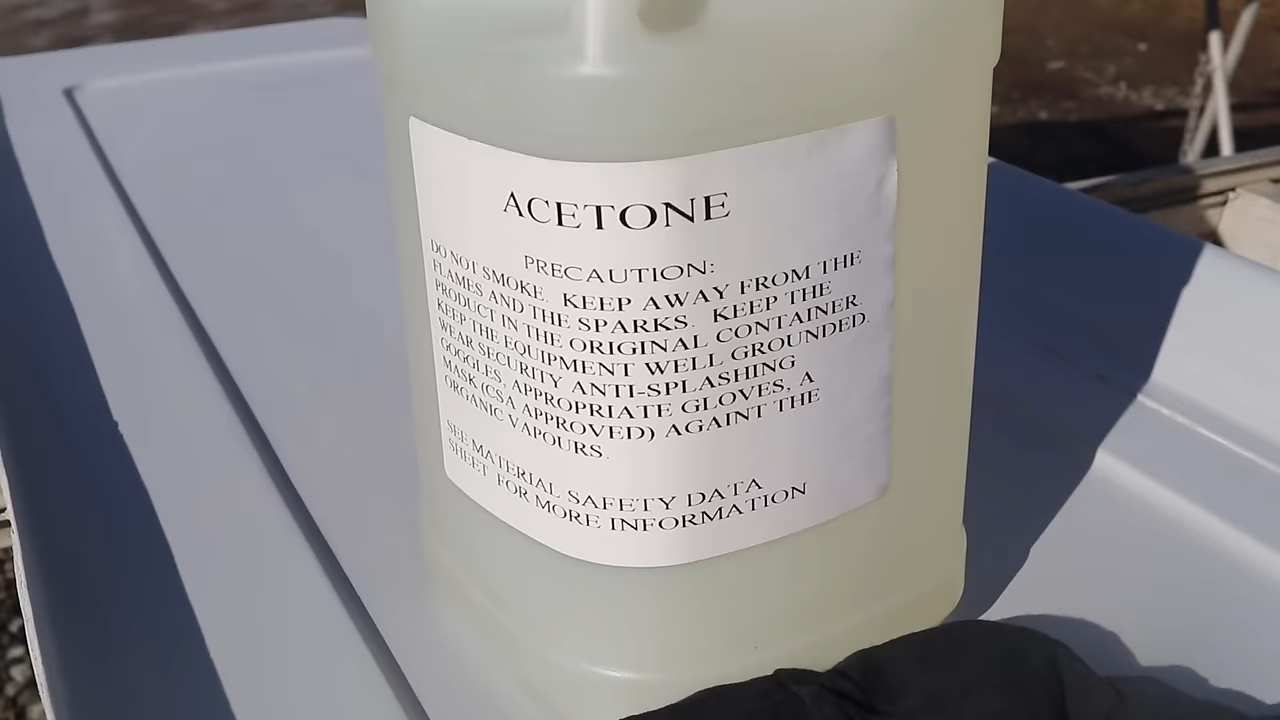 ACETONE
PRECAUTION:
DO NOT SMOKE. KEEP AWAY FROM THE
FLAMES AND THE SPARKS. KEEP THE
PRODUCT IN THE ORIGINAL CONTAINER.
KEEP THE EQUIPMENT WELL GROUNDED.
WEAR SECURITY ANTI-SPLASHING
GOGGLES, APPROPRIATE GLOVES, A
MASK (CSA APPROVED) AGAINT THE
ORGANIC VAPOURS.
SEE MATERIAL SAFETY DATA
SHEET FOR MORE INFORMATION